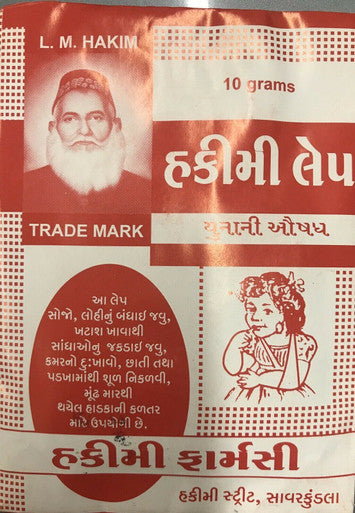 L. M. HAKIM
10 grams
હકીમી લેપ
TRADE MARK
યુનાની ઔષધ
આ લેપ
સોજો, લોહીનું બંધાઈ જવુ,
ખટાશ ખાવાથી
સાંધાઓનુ જકડાઈ જવુ,
કમરનો દુ:ખાવો, છાતી તથા
પડખામાંથી શૂળ નિકળવી,
મૂંઢ મારથી
થયેલ હાડકાની કળતર
માટે ઉપયોગી છે.
હકીમી ફાર્મસી
હકીમી સ્ટ્રીટ, સાવરકુંડલા